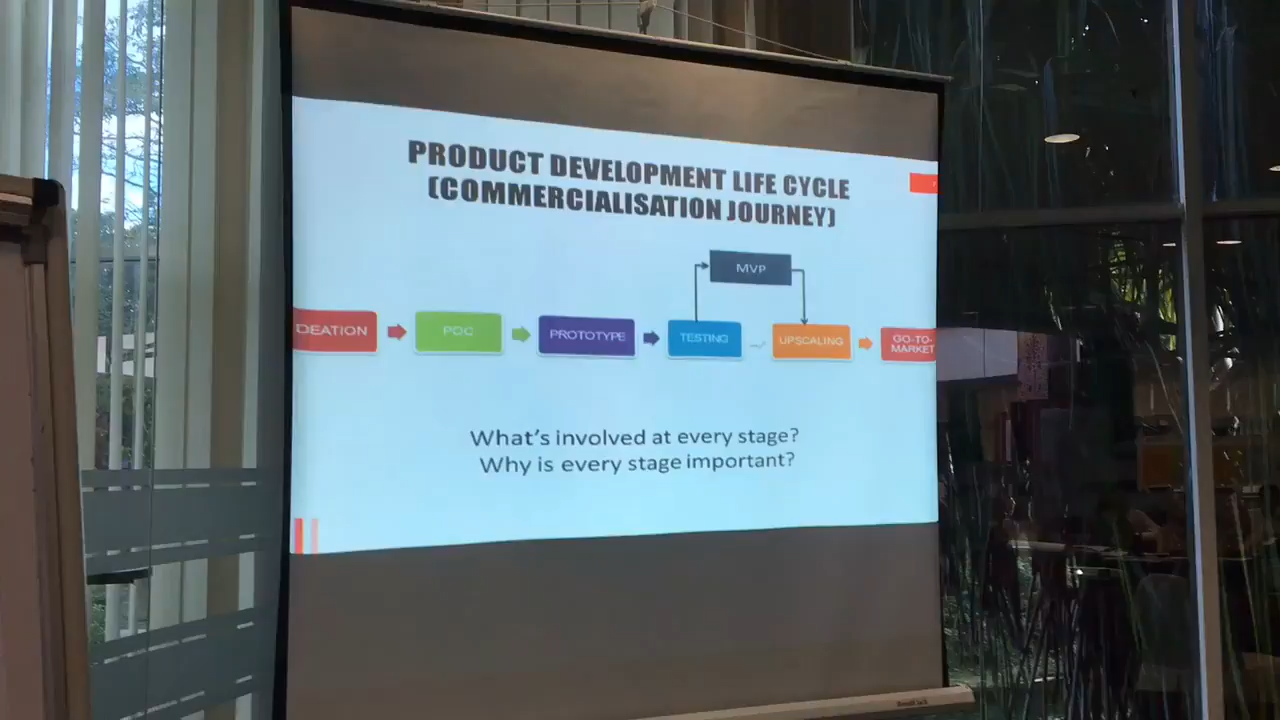 PRODUCT DEVELOPMENT LIFE CYCLE
(COMMERCIALISATION JOURNEY)
MVP
DEATION
POC
PROTOTYPE
TESTING
UPSCALING
GO-TO-
MARKET
What's involved at every stage?
Why is every stage important?